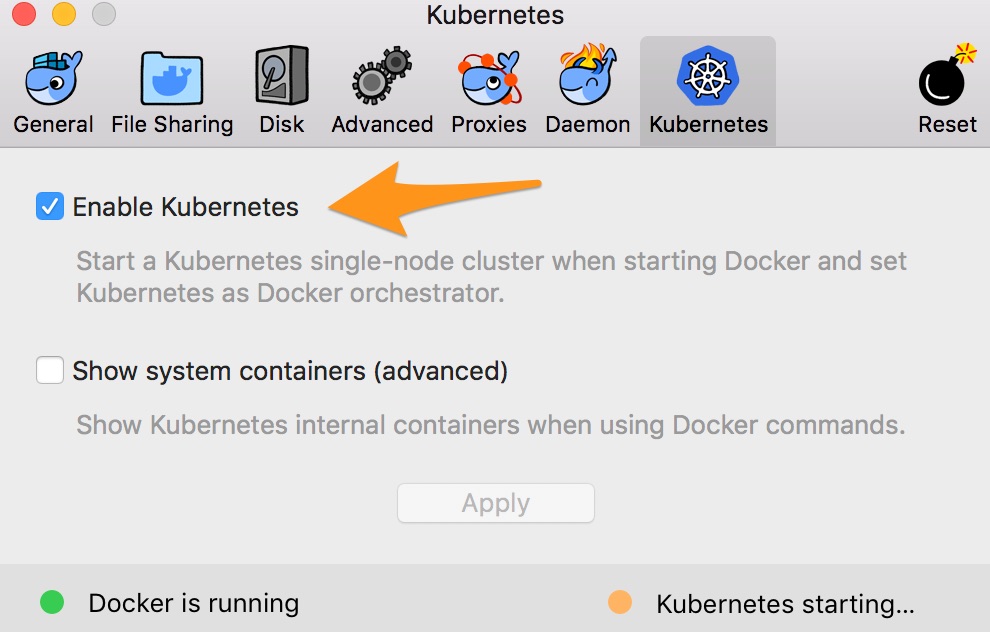 Kubernetes
General File Sharing Disk Advanced Proxies Daemon Kubernetes Reset
Enable Kubernetes
Start a Kubernetes single-node cluster when starting Docker and set
Kubernetes as Docker orchestrator.
Show system containers (advanced)
Show Kubernetes internal containers when using Docker commands.
Apply
Docker is running Kubernetes starting...